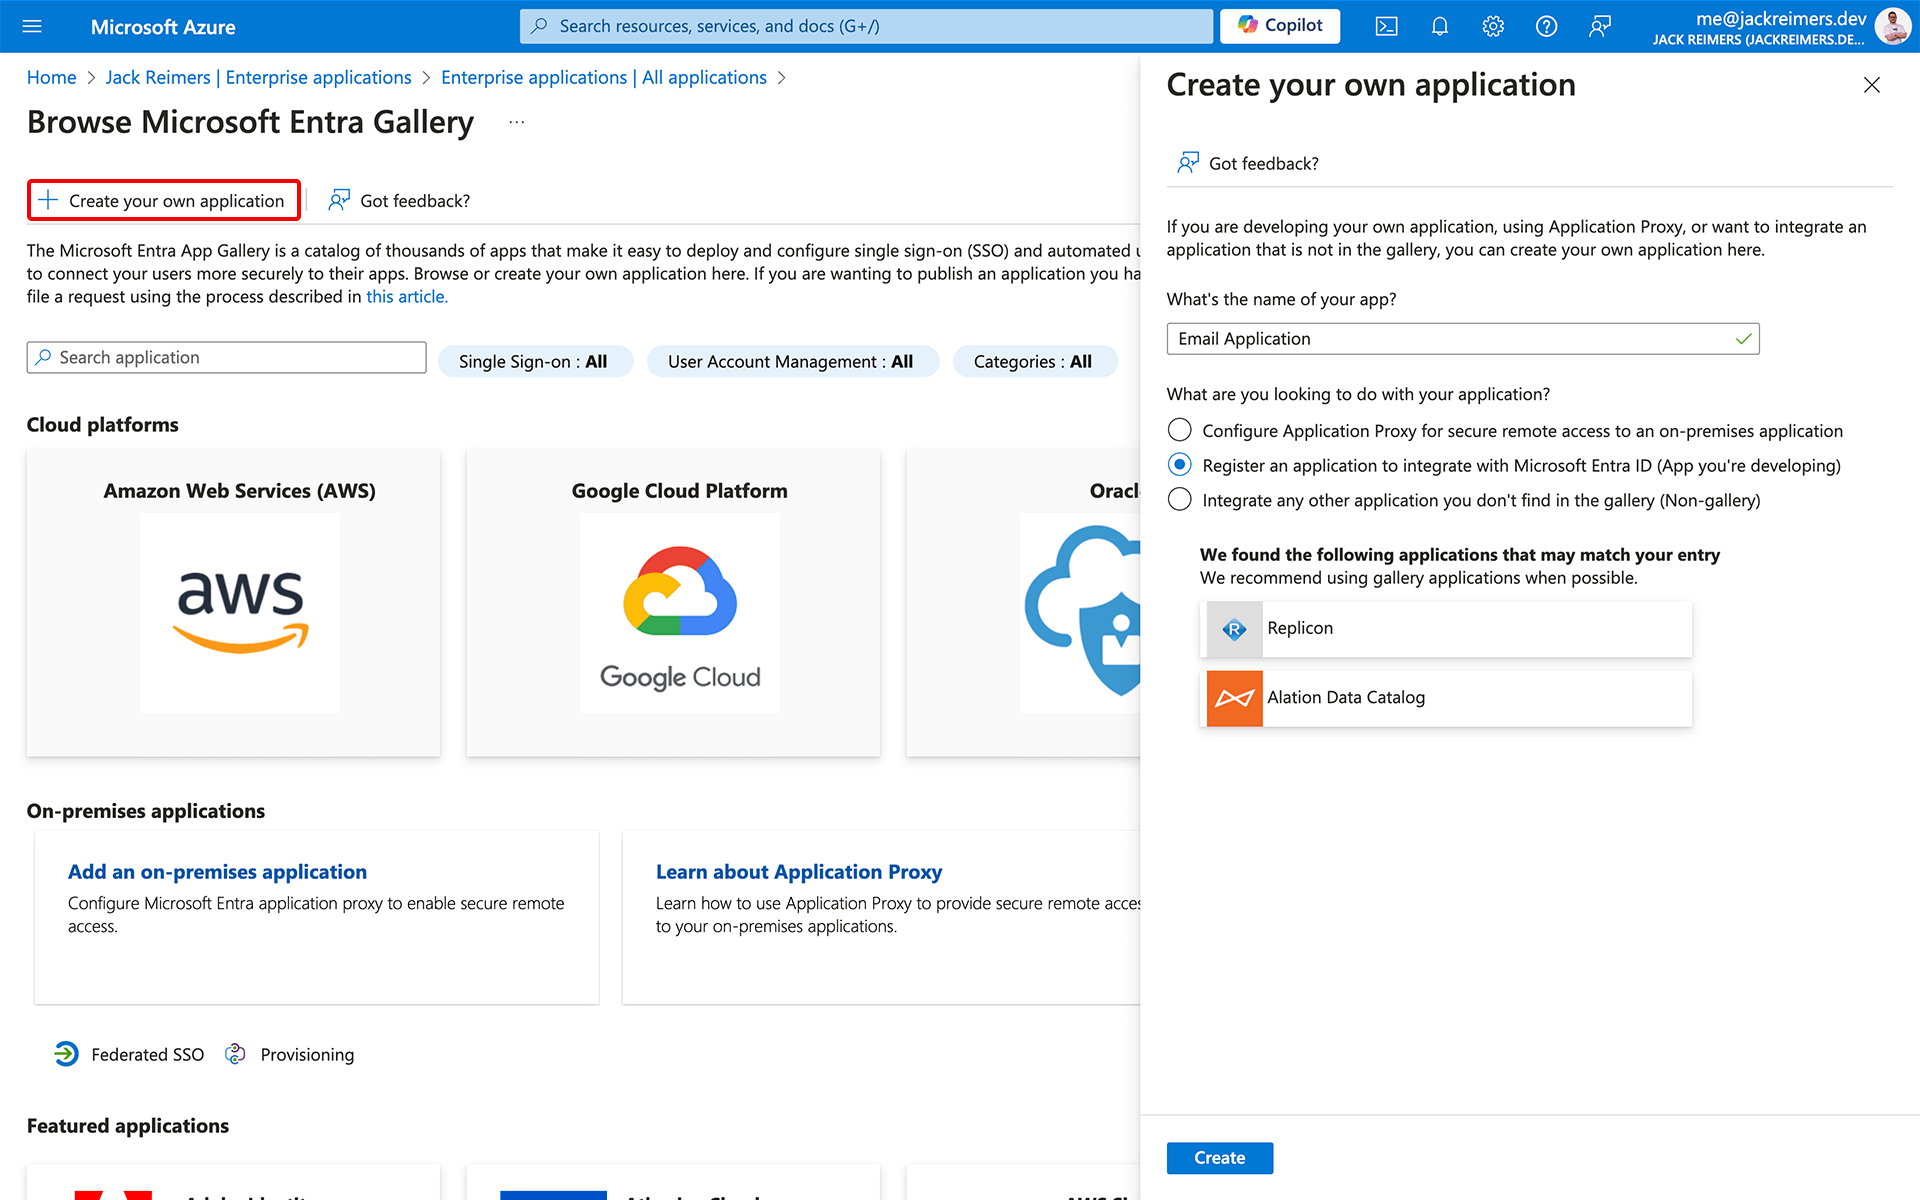 Microsoft Azure
Search resources, services, and docs (G+/)
Copilot
me@jackreimers.dev
JACK REIMERS (JACKREIMERS.DE...
Home > Jack Reimers | Enterprise applications > Enterprise applications | All applications >
Browse Microsoft Entra Gallery ...
Create your own application
Got feedback?
The Microsoft Entra App Gallery is a catalog of thousands of apps that make it easy to deploy and configure single sign-on (SSO) and automated
to connect your users more securely to their apps. Browse or create your own application here. If you are wanting to publish an application you ha
file a request using the process described in this article.
Search application
Single Sign-on : All
User Account Management : All
Categories : All
Cloud platforms
Amazon Web Services (AWS)
aws
Google Cloud Platform
Google Cloud
Oracl
On-premises applications
Add an on-premises application
Configure Microsoft Entra application proxy to enable secure remote
access.
Learn about Application Proxy
Learn how to use Application Proxy to provide secure remote acces
to your on-premises applications.
Federated SSO
Provisioning
Featured applications
Create your own application
Got feedback?
If you are developing your own application, using Application Proxy, or want to integrate an
application that is not in the gallery, you can create your own application here.
What's the name of your app?
Email Application
What are you looking to do with your application?
Configure Application Proxy for secure remote access to an on-premises application
Register an application to integrate with Microsoft Entra ID (App you're developing)
Integrate any other application you don't find in the gallery (Non-gallery)
We found the following applications that may match your entry
We recommend using gallery applications when possible.
R
Replicon
Alation Data Catalog
Create